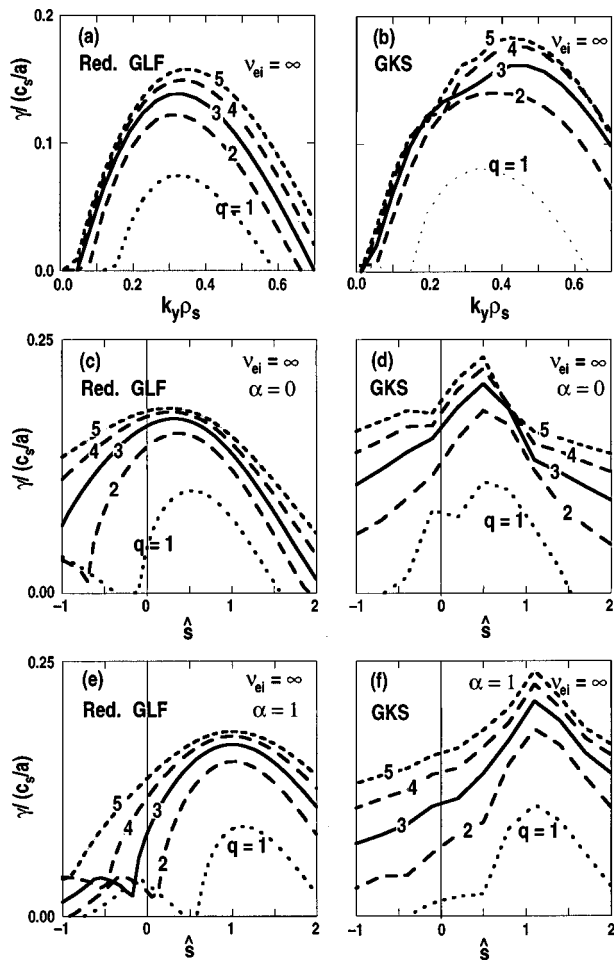 (a)
Red. GLF
ν_ei = ∞
5
4
3
2
q = 1
0.2
0.1
0.0
γ/ (c_s/a)
0.0 0.2 0.4 0.6
k_yρ_s
(b)
GKS
ν_ei = ∞
5
4
3
2
q = 1
0.0 0.2 0.4 0.6
k_yρ_s
(c)
ν_ei = ∞
Red. GLF
α = 0
5
4
3
2
q = 1
0.25
0.00
γ/ (c_s/a)
-1 0 1 2
ŝ
(d)
ν_ei = ∞
GKS
α = 0
5
4
3
2
q = 1
-1 0 1 2
ŝ
(e)
ν_ei = ∞
Red. GLF
α = 1
5
4
3
2
q = 1
0.25
0.00
γ/ (c_s/a)
-1 0 1 2
ŝ
(f)
α = 1
ν_ei = ∞
GKS
5
4
3
2
q = 1
-1 0 1 2
ŝ